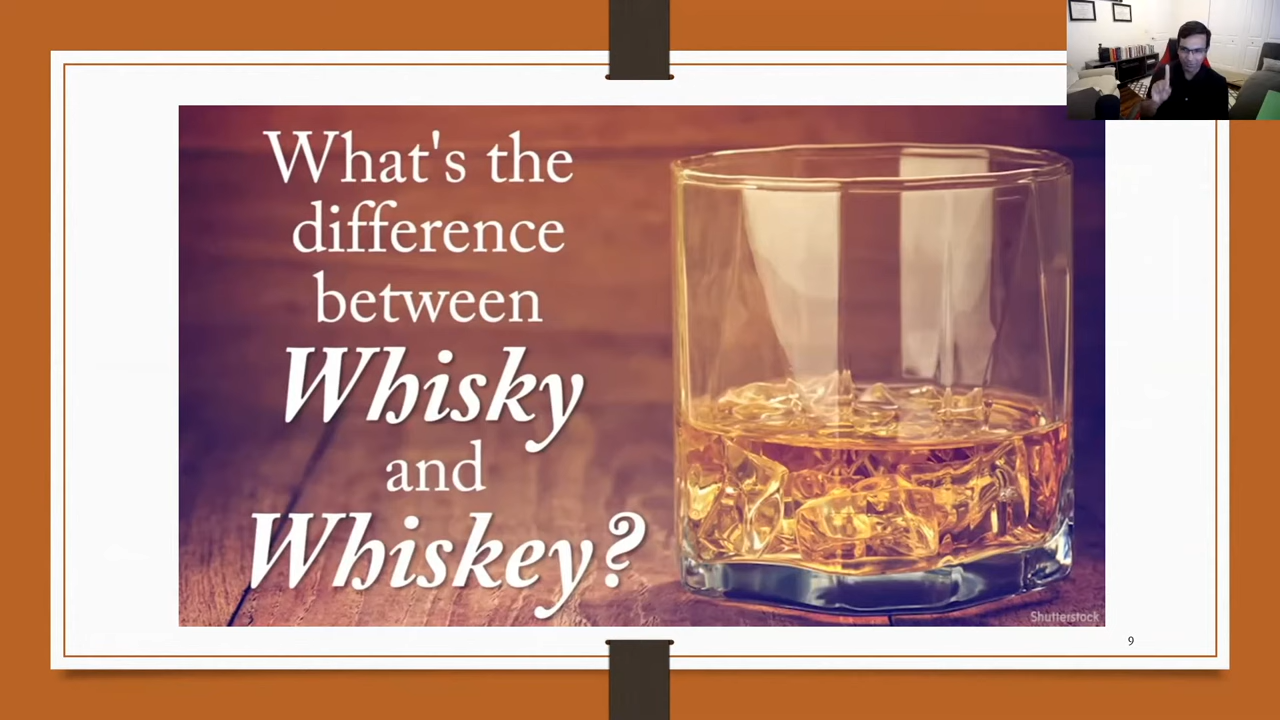 What's the
difference
between
Whisky
and
Whiskey?
Shutterstock
9